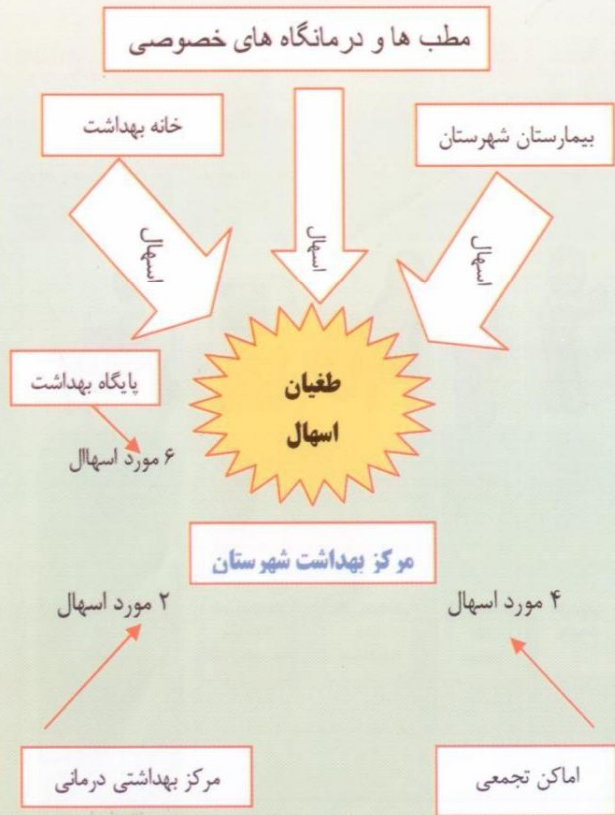 مطب ها و درمانگاه های خصوصی
خانه بهداشت
بیمارستان شهرستان
اسهال
اسهال
اسهال
طغیان
اسهال
پایگاه بهداشت
۶ مورد اسهاال
مرکز بهداشت شهرستان
۲ مورد اسهال
۴ مورد اسهال
مرکز بهداشتی درمانی
اماکن تجمعی